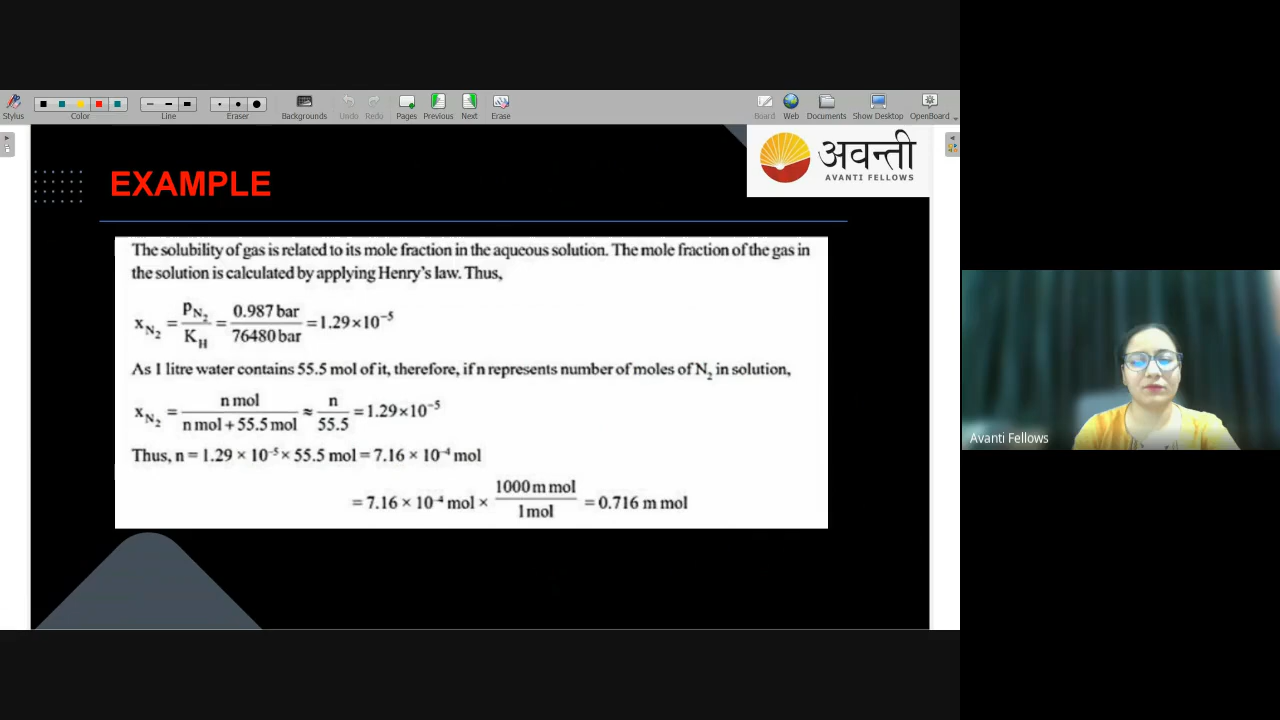 Stylus
Color
Line
Eraser
Backgrounds
Undo
Redo
Pages
Previous
Next
Erase
Board
Web
Documents
Show Desktop
OpenBoard
अवन्ती
AVANTI FELLOWS
EXAMPLE
The solubility of gas is related to its mole fraction in the aqueous solution. The mole fraction of the gas in
the solution is calculated by applying Henry's law. Thus,
x_N₂ = p_N₂ / K_H = 0.987 bar / 76480 bar = 1.29×10⁻⁵
As 1 litre water contains 55.5 mol of it, therefore, if n represents number of moles of N₂ in solution,
x_N₂ = n mol / n mol + 55.5 mol ≈ n / 55.5 = 1.29×10⁻⁵
Thus, n = 1.29 × 10⁻⁵ × 55.5 mol = 7.16 × 10⁻⁴ mol
= 7.16 × 10⁻⁴ mol × 1000 m mol / 1 mol = 0.716 m mol
Avanti Fellows